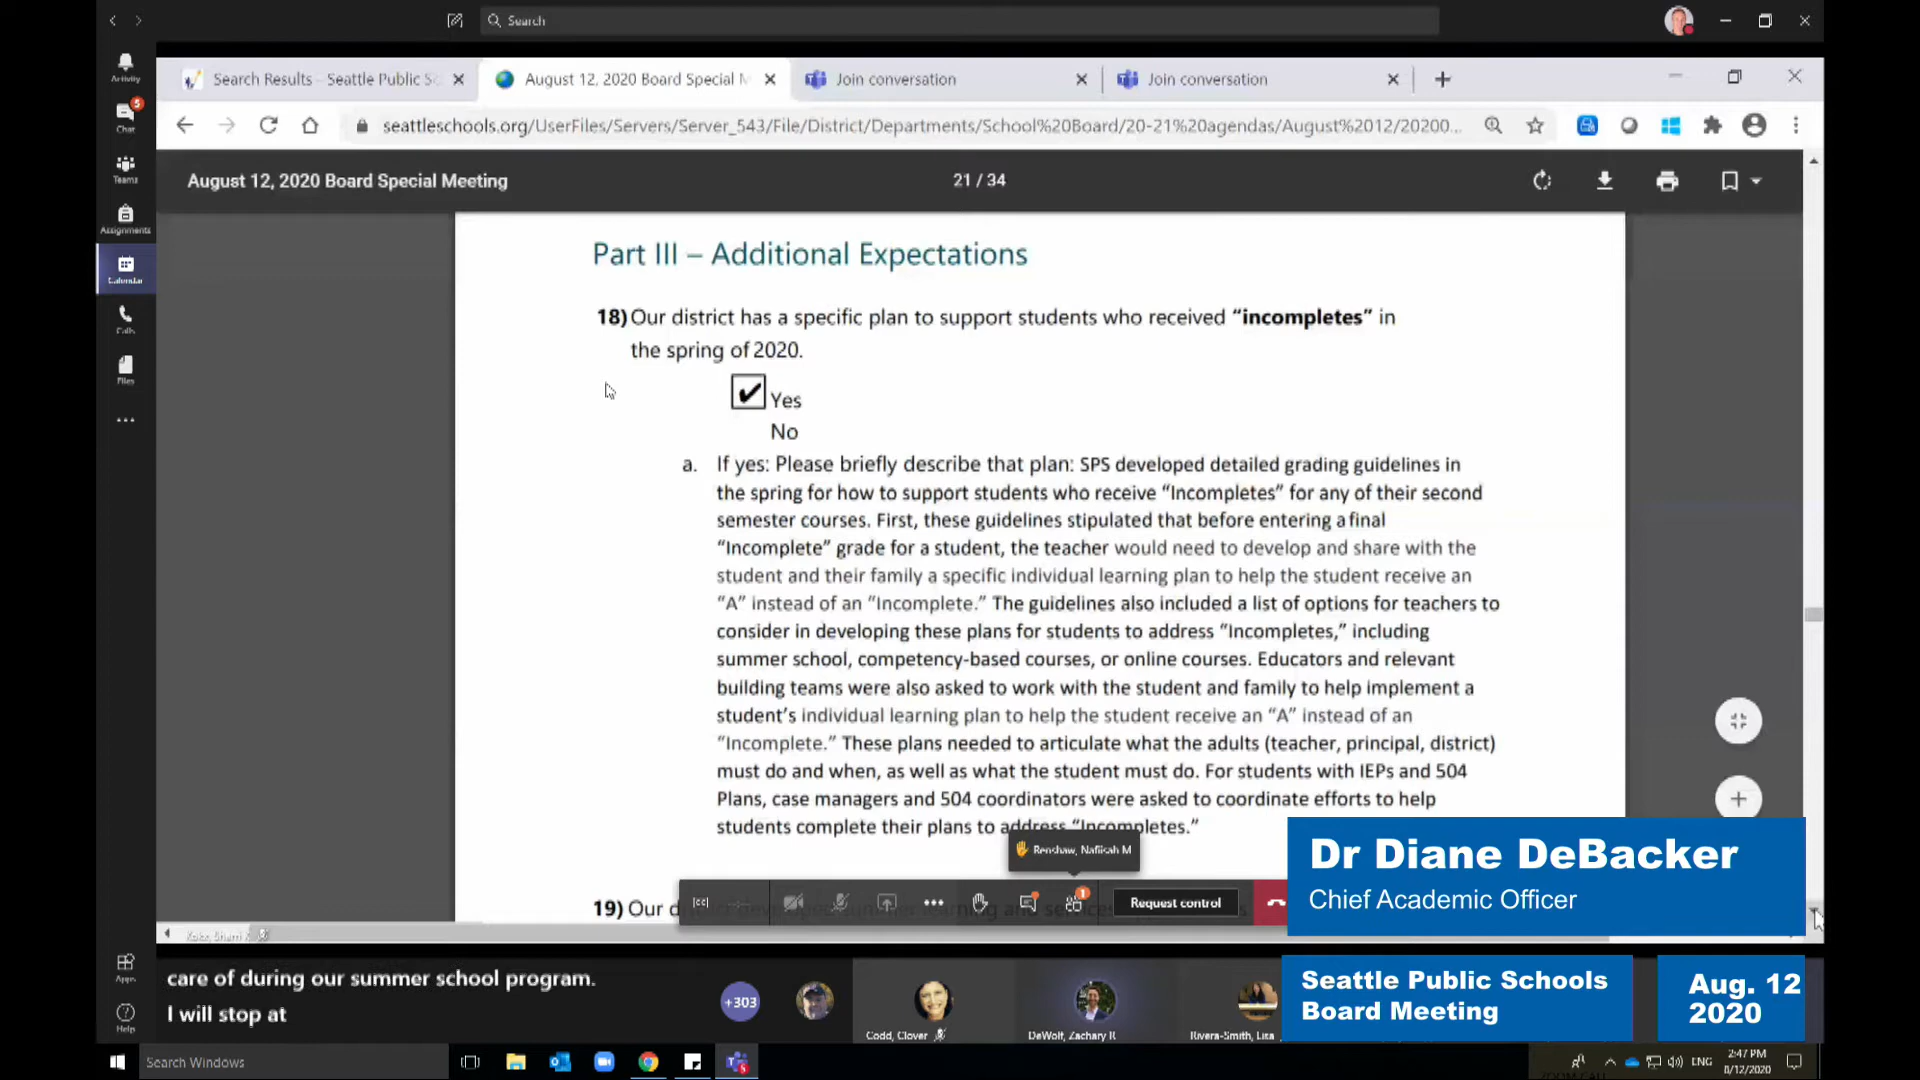 Search
Activity
Search Results - Seattle Public Sc
August 12, 2020 Board Special M
Join conversation
Join conversation
5
Chat
seattleschools.org/UserFiles/Servers/Server_543/File/District/Departments/School%20Board/20-21%20agendas/August%2012/20200...
Teams
August 12, 2020 Board Special Meeting
21 / 34
Assignments
Part III – Additional Expectations
Calendar
18) Our district has a specific plan to support students who received “incompletes” in
the spring of 2020.
Calls
Files
✔ Yes
No
a. If yes: Please briefly describe that plan: SPS developed detailed grading guidelines in
the spring for how to support students who receive “Incompletes” for any of their second
semester courses. First, these guidelines stipulated that before entering a final
“Incomplete” grade for a student, the teacher would need to develop and share with the
student and their family a specific individual learning plan to help the student receive an
“A” instead of an “Incomplete.” The guidelines also included a list of options for teachers to
consider in developing these plans for students to address “Incompletes,” including
summer school, competency-based courses, or online courses. Educators and relevant
building teams were also asked to work with the student and family to help implement a
student’s individual learning plan to help the student receive an “A” instead of an
“Incomplete.” These plans needed to articulate what the adults (teacher, principal, district)
must do and when, as well as what the student must do. For students with IEPs and 504
Plans, case managers and 504 coordinators were asked to coordinate efforts to help
students complete their plans to address “Incompletes.”
Renshaw, Nafiisah M
Dr Diane DeBacker
Chief Academic Officer
19) Our
1
Request control
Apps
care of during our summer school program.
I will stop at
+303
Codd, Clover
DeWolf, Zachary R
Rivera-Smith, Lisa
Seattle Public Schools
Board Meeting
Aug. 12
2020
Help
Search Windows
ENG
2:47 PM
8/12/2020